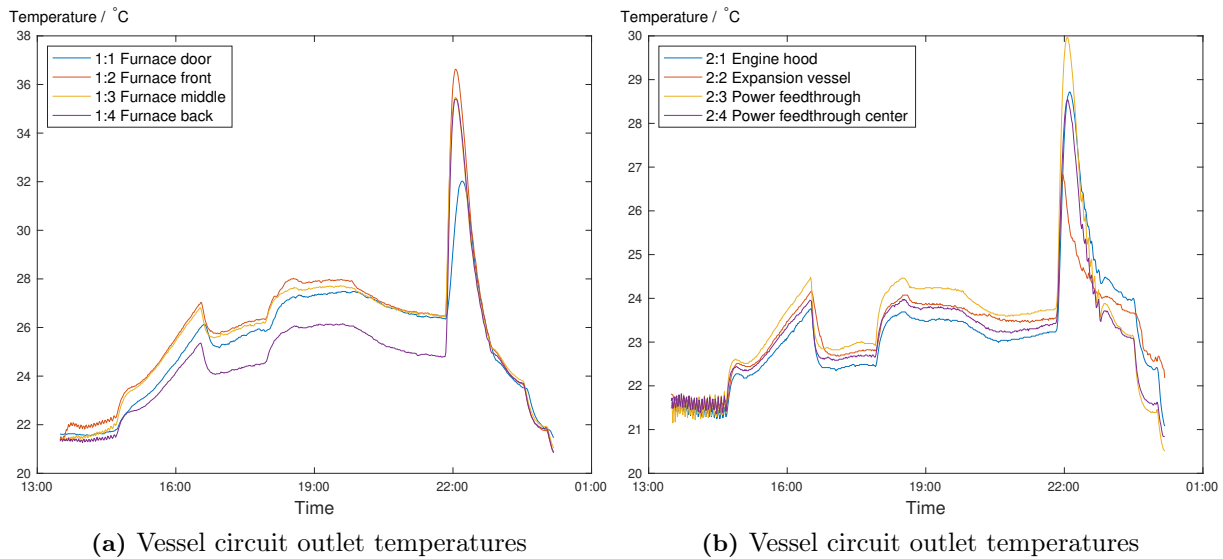 Temperature / °C
40
38
36
34
32
30
28
26
24
22
20
13:00 16:00 19:00 22:00 01:00
Time
1:1 Furnace door
1:2 Furnace front
1:3 Furnace middle
1:4 Furnace back
(a) Vessel circuit outlet temperatures
Temperature / °C
30
29
28
27
26
25
24
23
22
21
20
13:00 16:00 19:00 22:00 01:00
Time
2:1 Engine hood
2:2 Expansion vessel
2:3 Power feedthrough
2:4 Power feedthrough center
(b) Vessel circuit outlet temperatures